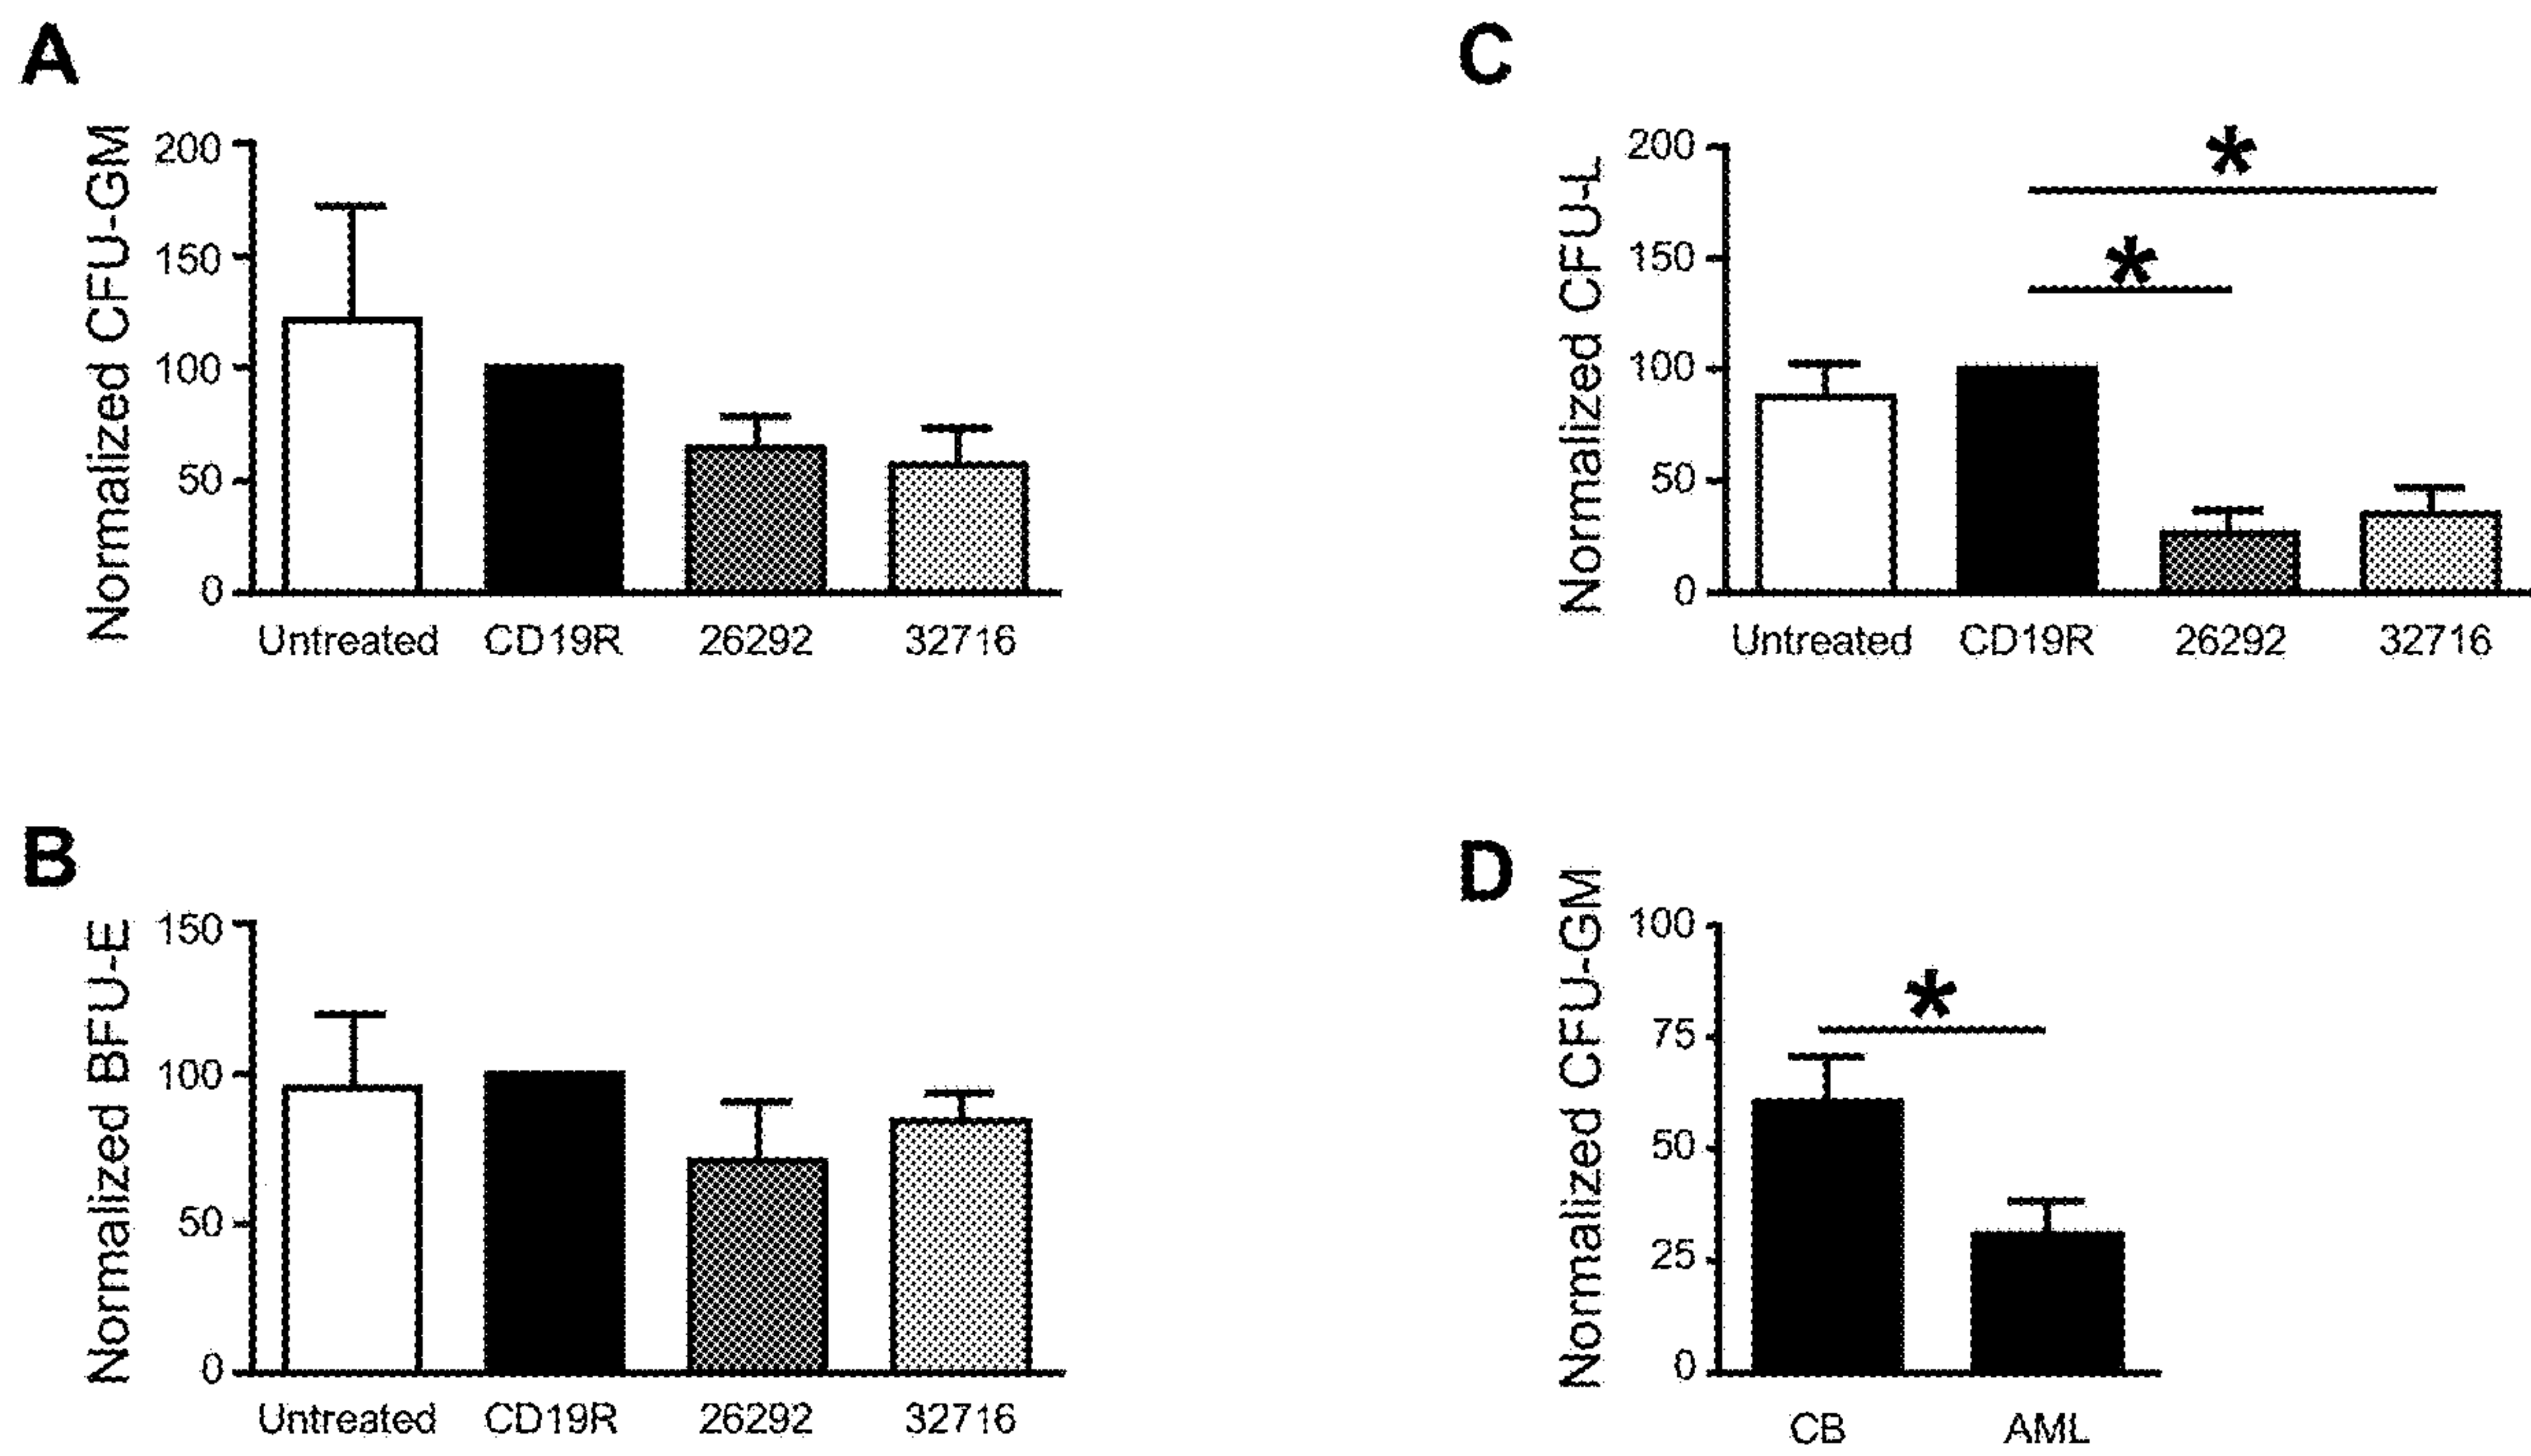 A
Normalized CFU-GM
200
150
100
50
0
Untreated CD19R 26292 32716
B
Normalized BFU-E
150
100
50
0
Untreated CD19R 26292 32716
C
Normalized CFU-L
200
150
100
50
0
*
*
Untreated CD19R 26292 32716
D
Normalized CFU-GM
100
75
50
25
0
*
CB AML